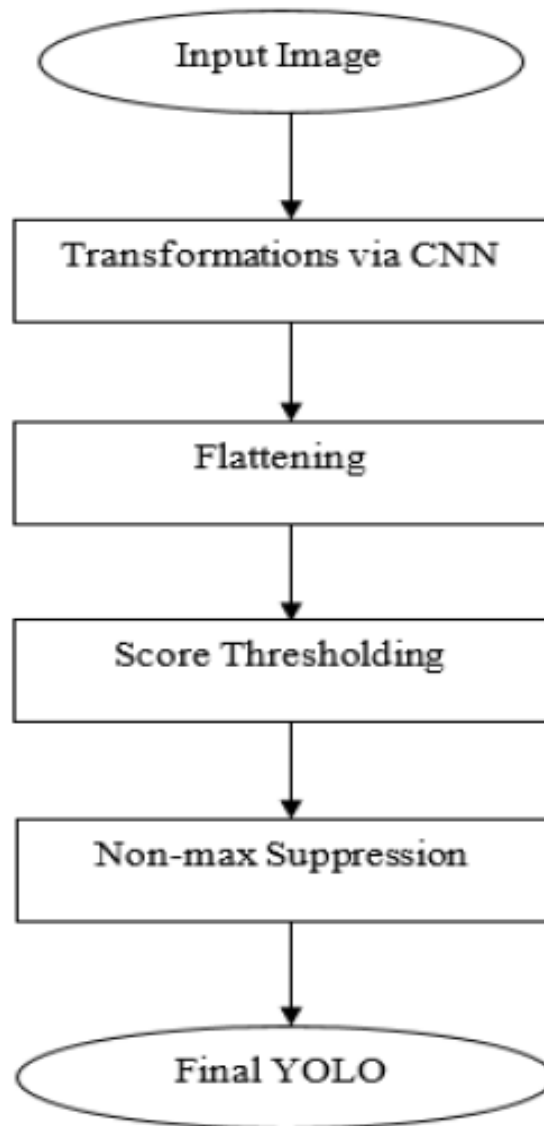 Input Image
Transformations via CNN
Flattening
Score Thresholding
Non-max Suppression
Final YOLO